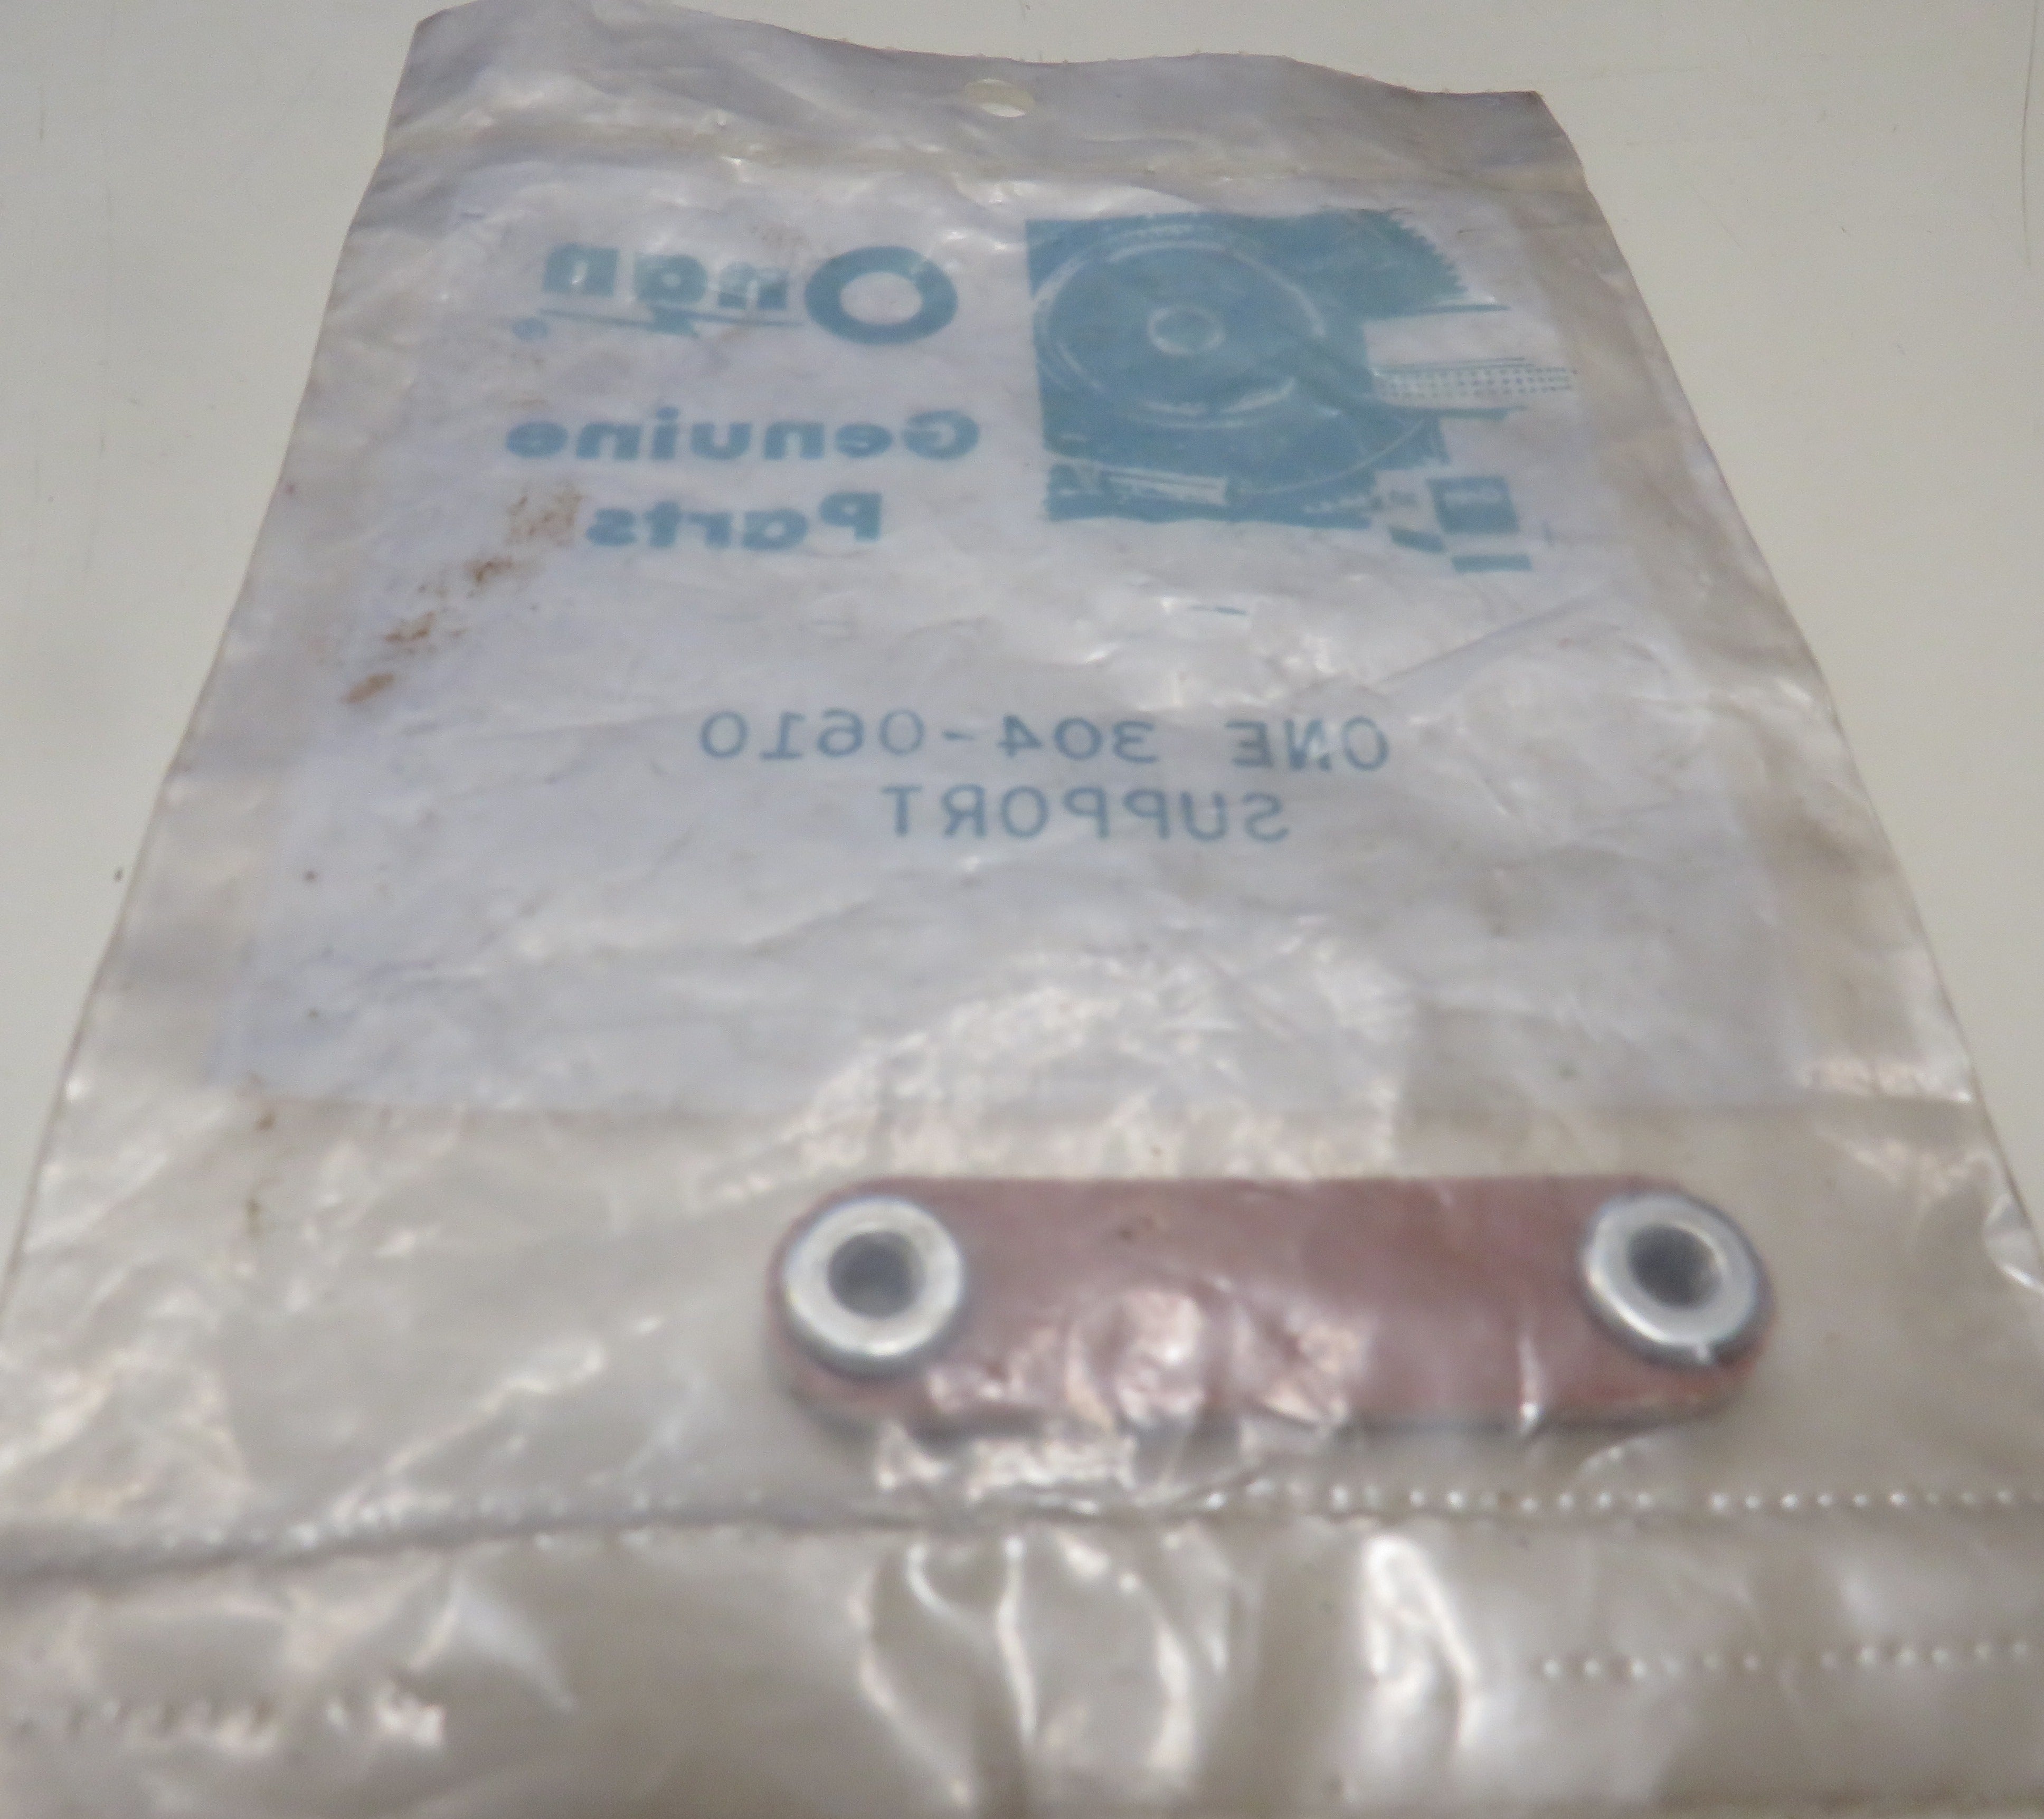 Onan®
Genuine
Parts
ONE 304-0610
SUPPORT